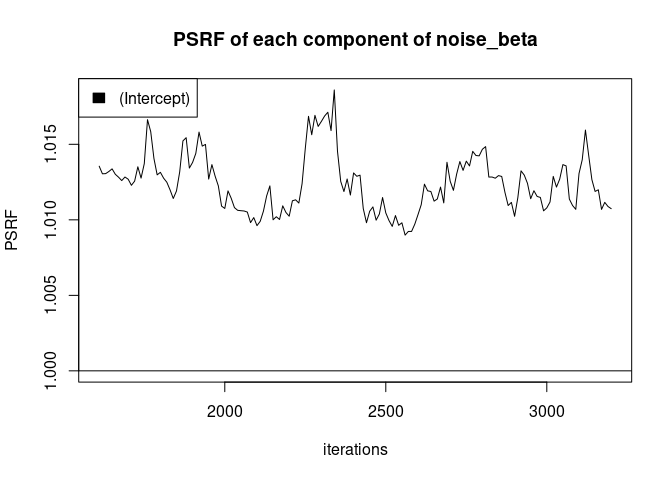 PSRF of each component of noise_beta
(Intercept)
PSRF
1.015
1.010
1.005
1.000
2000 2500 3000
iterations